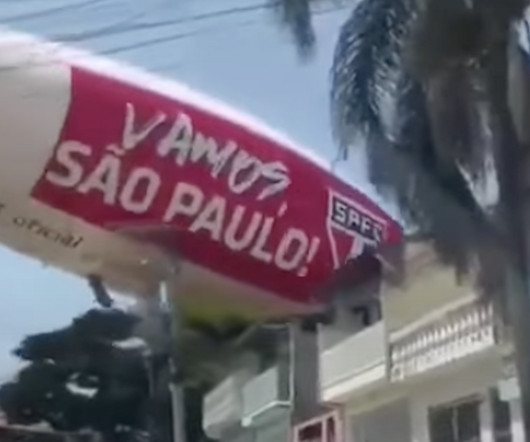 VAMOS,
SÃO PAULO!
SPFC
oficial